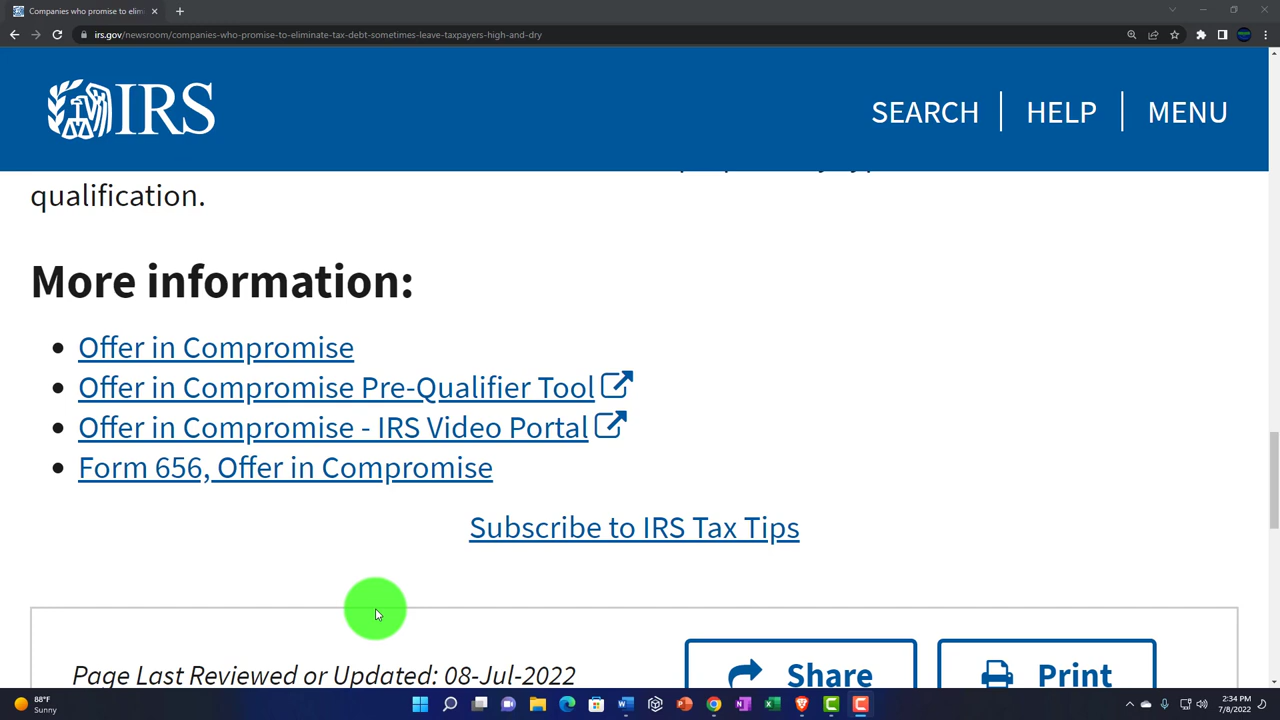 Companies who promise to elimi
irs.gov/newsroom/companies-who-promise-to-eliminate-tax-debt-sometimes-leave-taxpayers-high-and-dry
IRS
SEARCH
HELP
MENU
qualification.
More information:
Offer in Compromise
Offer in Compromise Pre-Qualifier Tool
Offer in Compromise - IRS Video Portal
Form 656, Offer in Compromise
Subscribe to IRS Tax Tips
Page Last Reviewed or Updated: 08-Jul-2022
Share
Print
88°F
Sunny
2:34 PM
7/8/2022